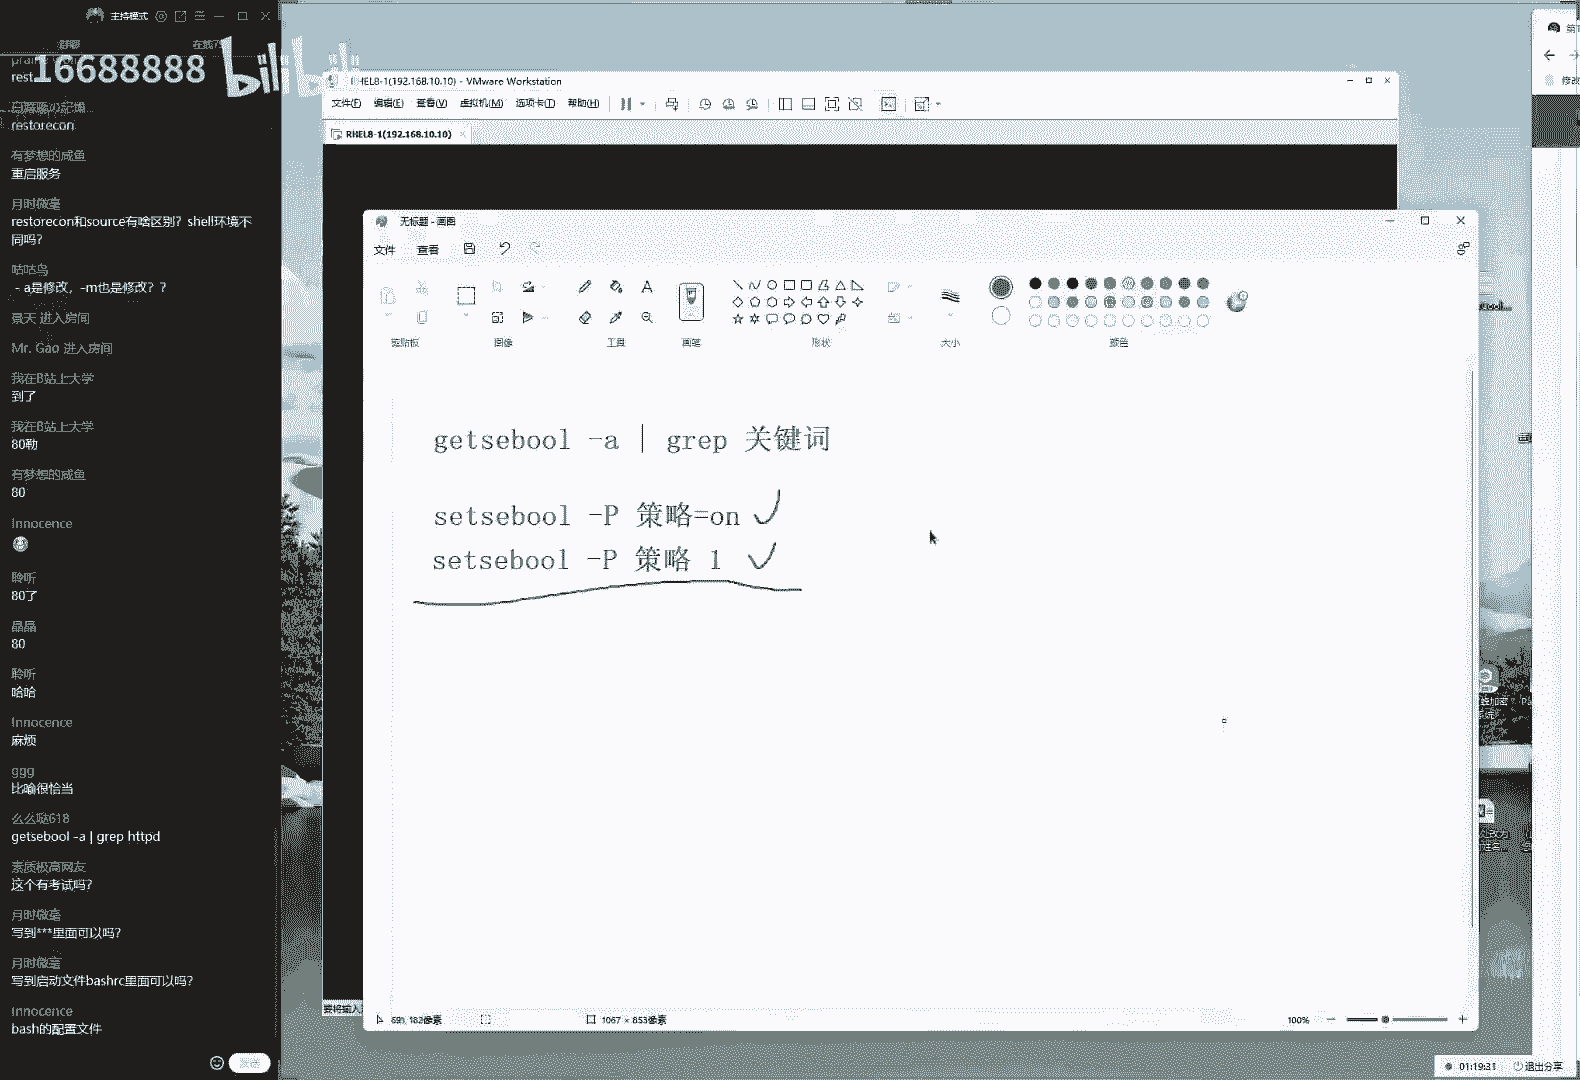 主持模式
群聊
16688888
bilibili
restorecon
有梦想的咸鱼
重启服务
月时微毫
restorecon和source有啥区别？shell环境不
同吗？
咕咕鸟
- a是修改，-m也是修改？？
景天 进入房间
Mr. Gao 进入房间
我在B站上大学
到了
我在B站上大学
80勒
有梦想的咸鱼
80
Innocence
聆听
80了
晶晶
80
聆听
哈哈
Innocence
麻烦
ggg
比喻很恰当
么么哒618
getsebool -a | grep httpd
素质极高网友
这个有考试吗？
月时微毫
写到***里面可以吗？
月时微毫
写到启动文件bashrc里面可以吗？
Innocence
bash的配置文件
发送
RHEL8-1(192.168.10.10) - VMware Workstation
文件(F) 编辑(E) 查看(V) 虚拟机(M) 选项卡(T) 帮助(H)
RHEL8-1(192.168.10.10)
无标题 - 画图
文件 查看
剪贴板 图像 工具 画笔 形状 大小 颜色
getsebool -a | grep 关键词
setsebool -P 策略=on
setsebool -P 策略 1
691, 182像素 1067 × 853像素 100%
01:19:31 退出分享